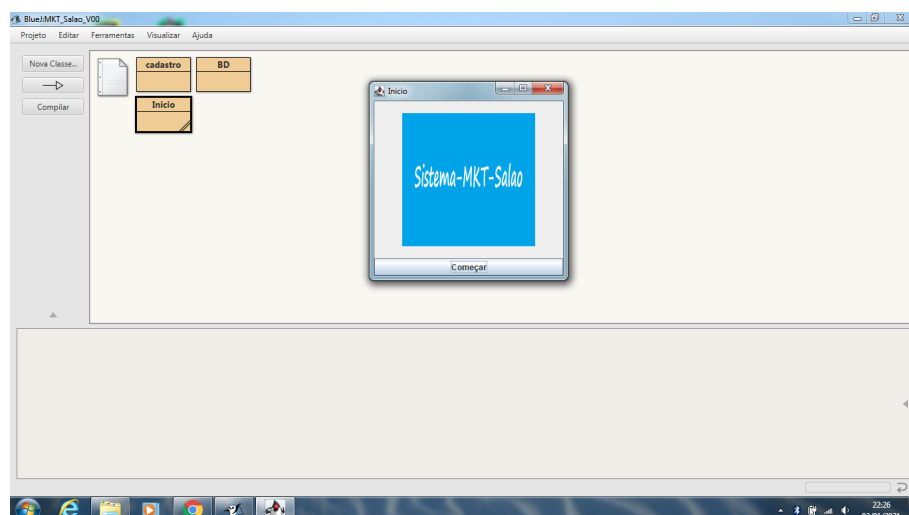 BlueJ:MKT_Salao_V00
Projeto Editar Ferramentas Visualizar Ajuda
Nova Classe...
Compilar
cadastro
BD
Inicio
Inicio
Sistema-MKT-Salao
Começar
22:26